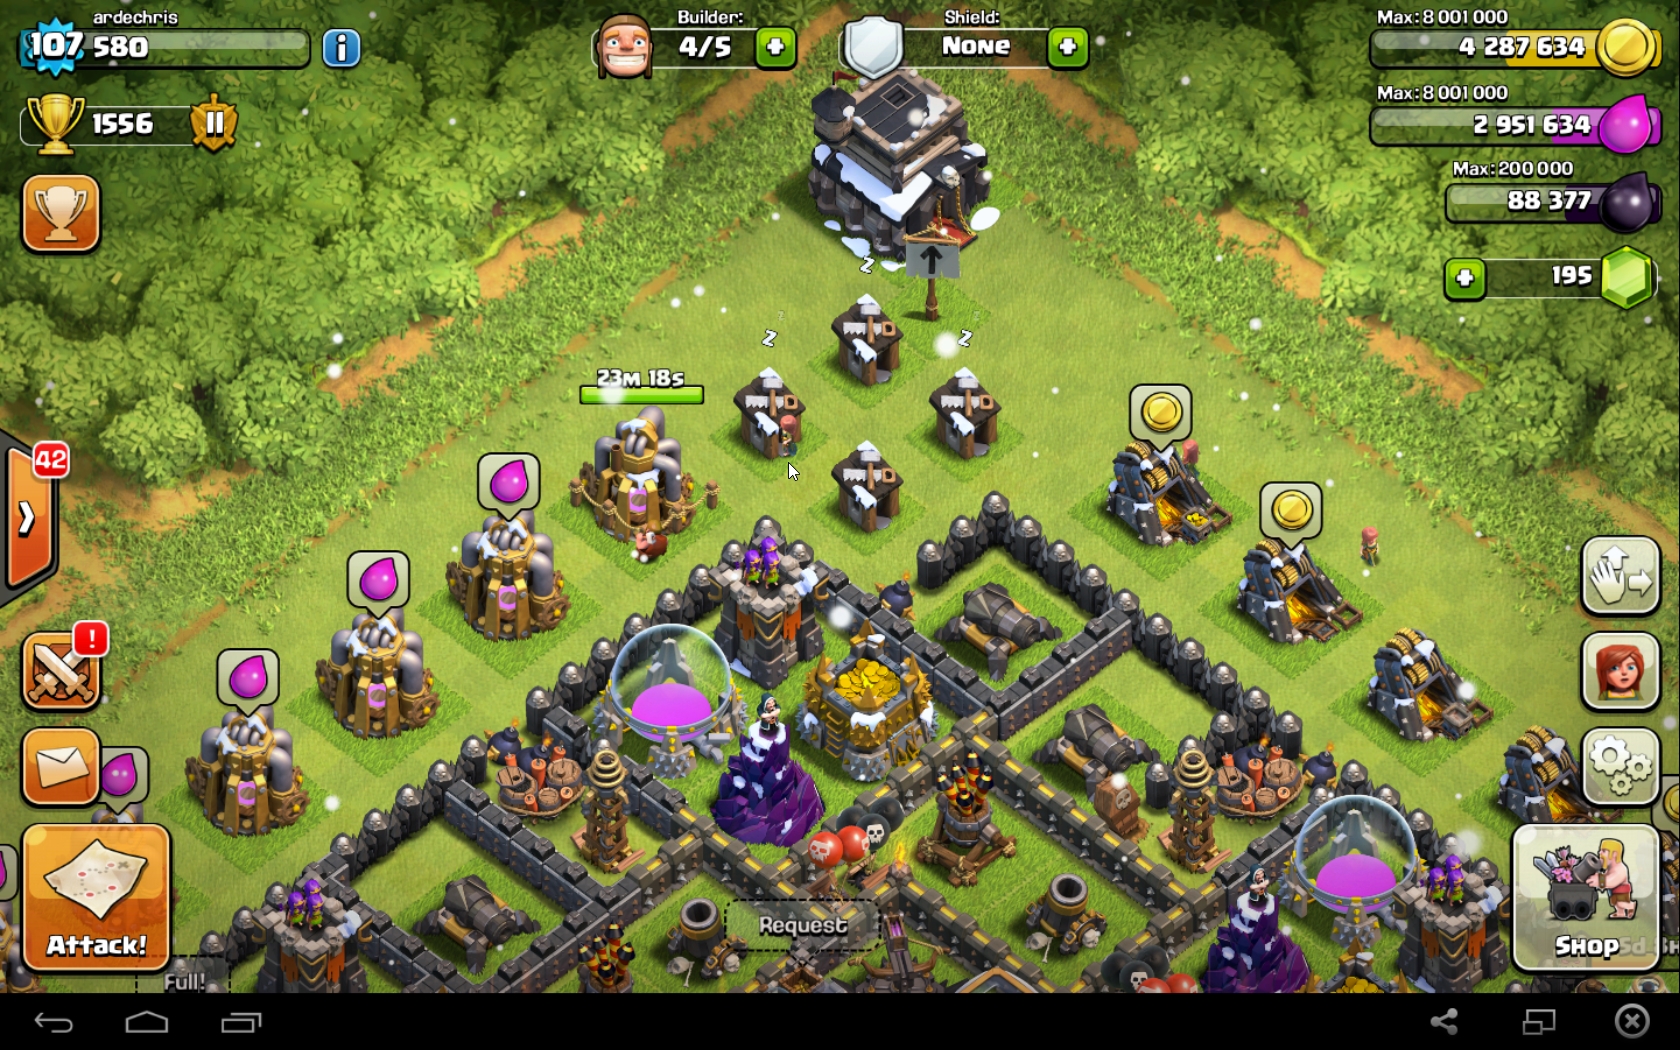 ardechris
107 580
i
1556
II
Builder:
4/5
Shield:
None
Max: 8 001 000
4 287 634
Max: 8 001 000
2 951 634
Max: 200 000
88 377
195
z
z
z
23m 18s
42
!
Attack!
Request
Full!
Shop